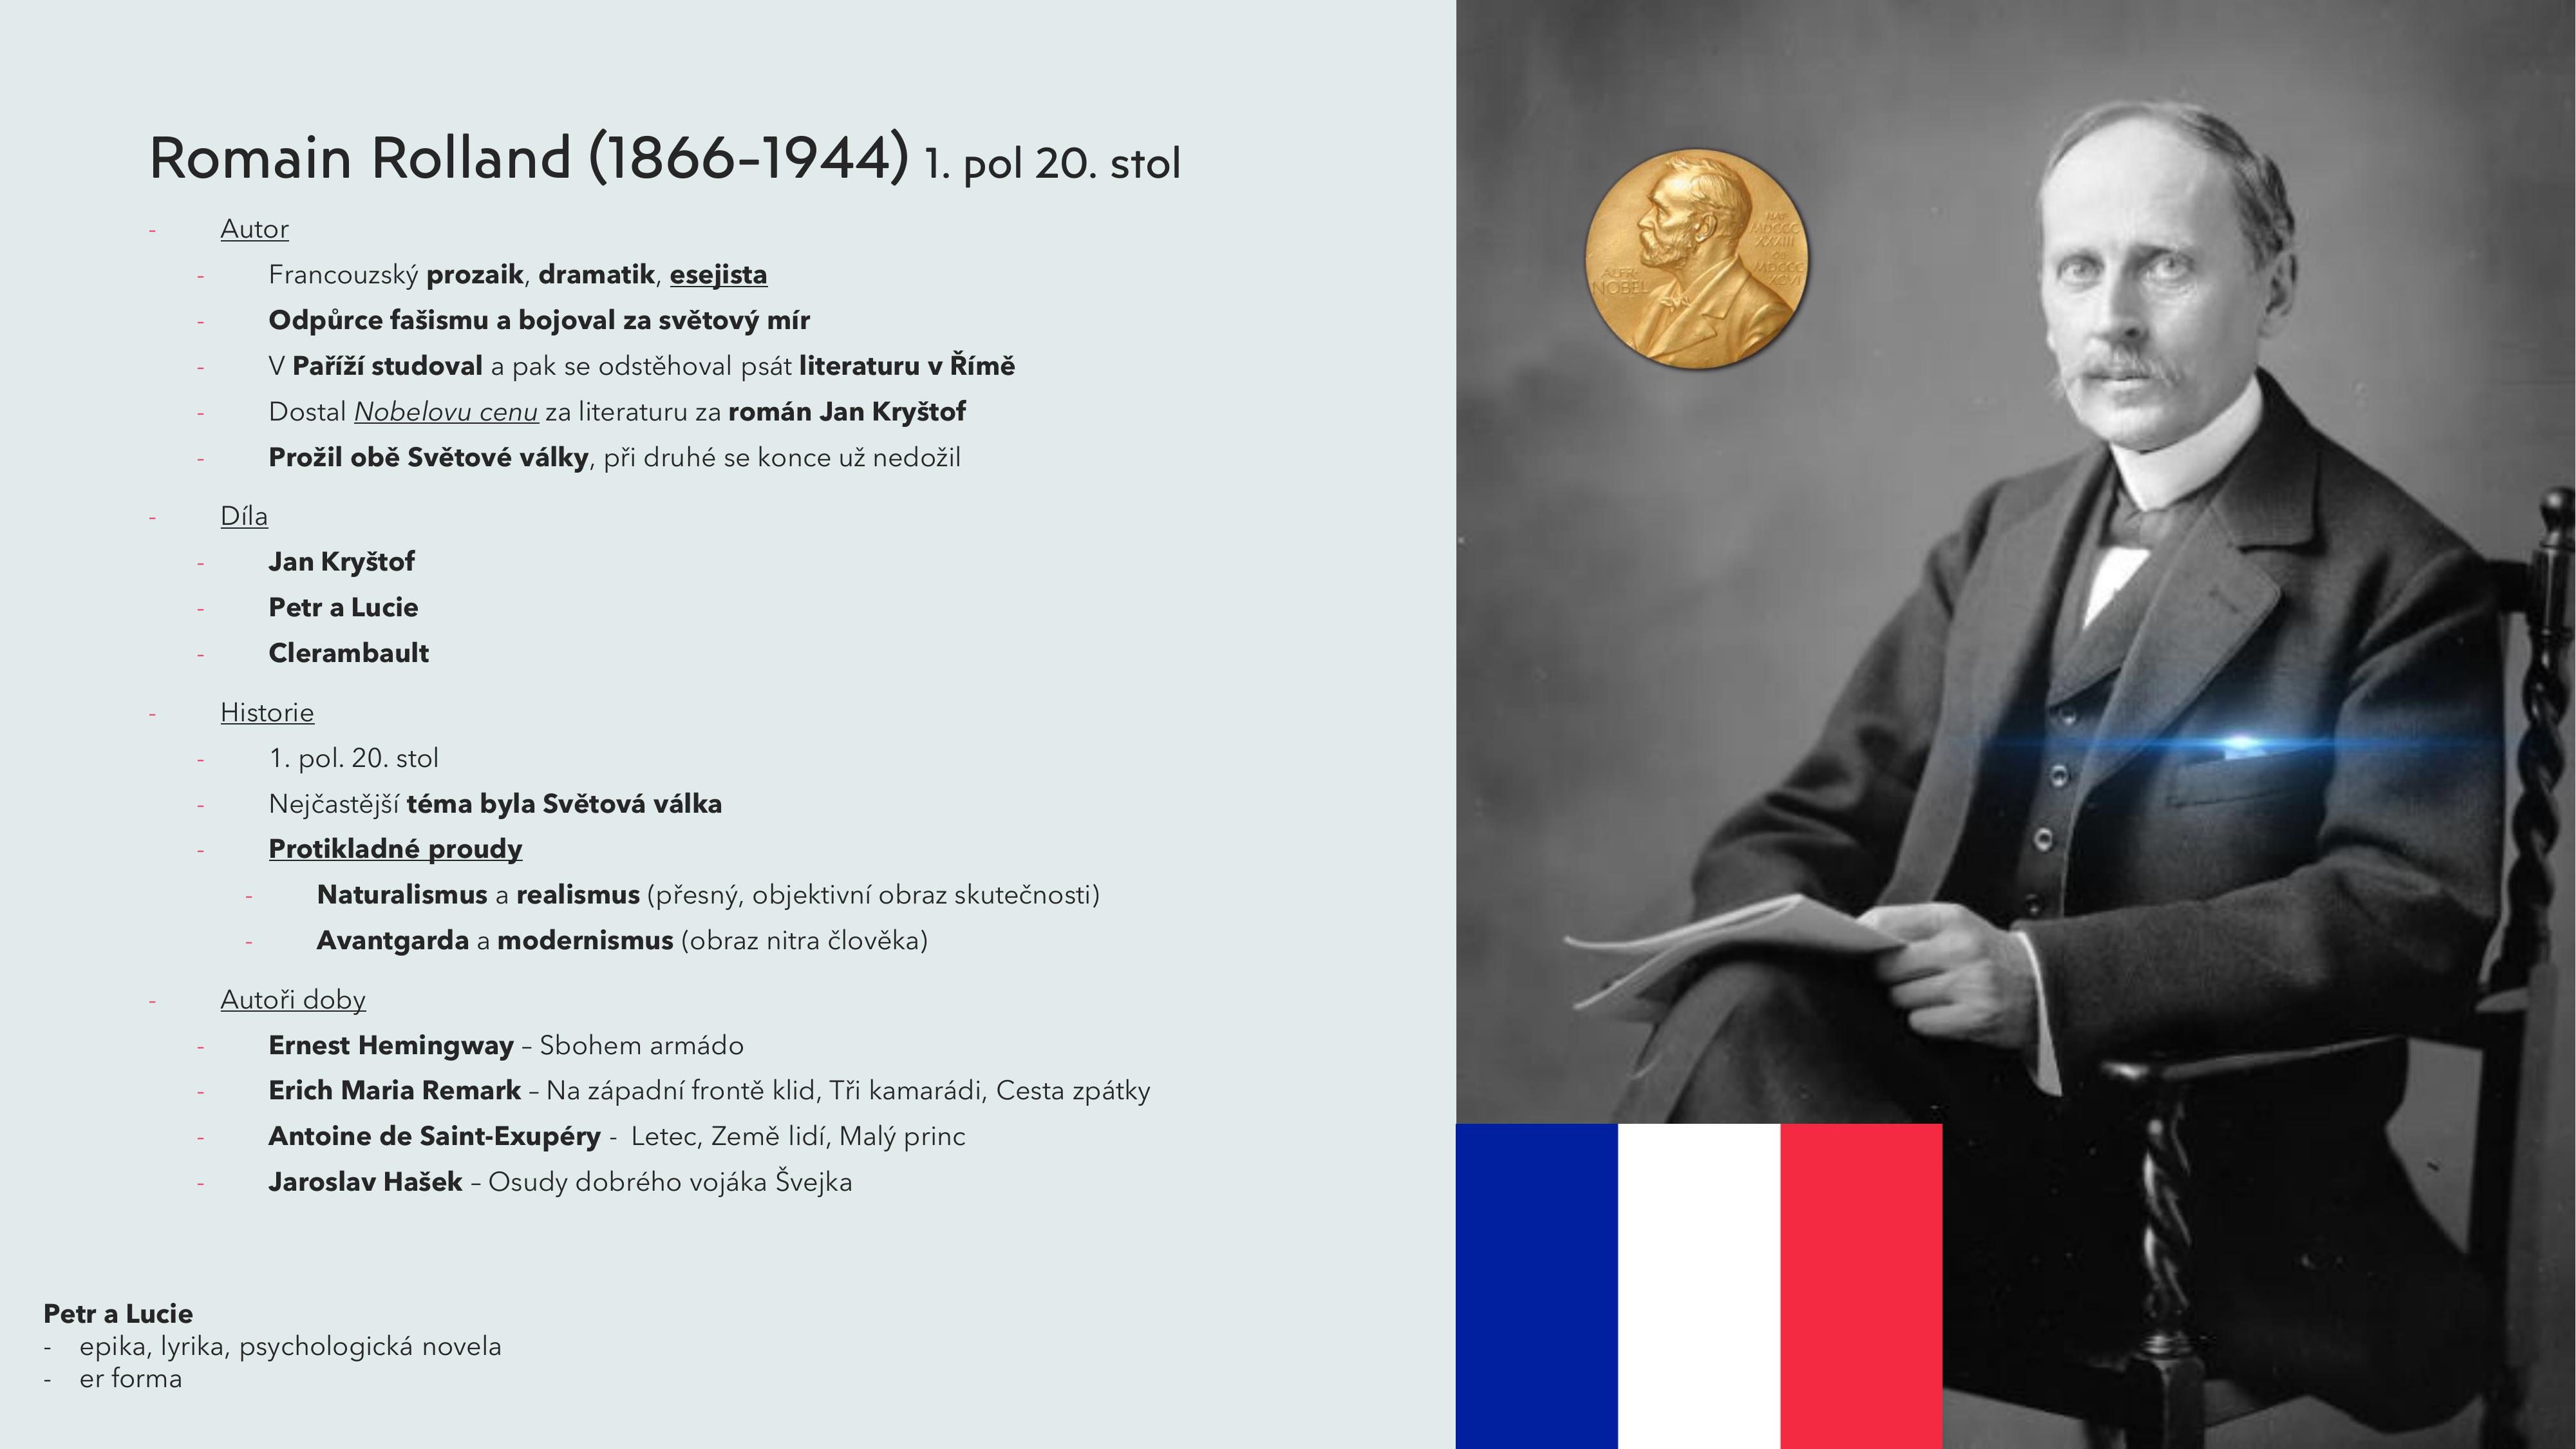 Romain Rolland (1866-1944) 1. pol 20. stol
- Autor
- Francouzský prozaik, dramatik, esejista
- Odpůrce fašismu a bojoval za světový mír
- V Paříží studoval a pak se odstěhoval psát literaturu v Římě
- Dostal Nobelovu cenu za literaturu za román Jan Kryštof
- Prožil obě Světové války, při druhé se konce už nedožil
- Díla
- Jan Kryštof
- Petr a Lucie
- Clerambault
- Historie
- 1. pol. 20. stol
- Nejčastější téma byla Světová válka
- Protikladné proudy
- Naturalismus a realismus (přesný, objektivní obraz skutečnosti)
- Avantgarda a modernismus (obraz nitra člověka)
- Autoři doby
- Ernest Hemingway – Sbohem armádo
- Erich Maria Remark – Na západní frontě klid, Tři kamarádi, Cesta zpátky
- Antoine de Saint-Exupéry - Letec, Země lidí, Malý princ
- Jaroslav Hašek – Osudy dobrého vojáka Švejka
Petr a Lucie
- epika, lyrika, psychologická novela
- er forma
ALFR·
NOBEL
NAT·
MDCCC
XXXIII
OB·
MDCCC
XCVI